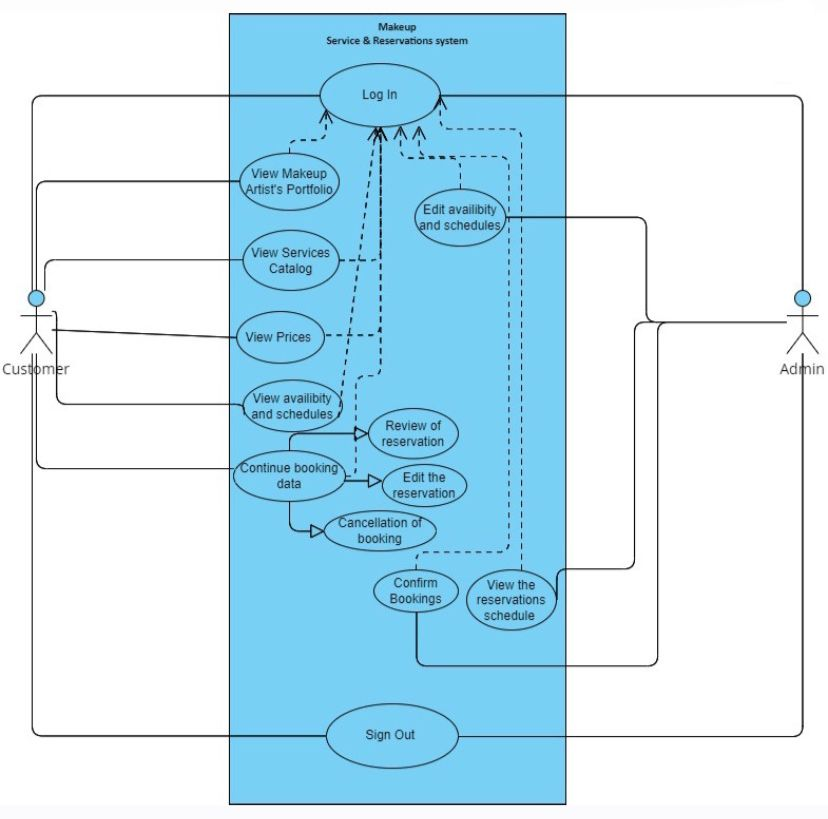 Makeup
Service & Reservations system
Log In
View Makeup
Artist's Portfolio
Edit availibity
and schedules
View Services
Catalog
View Prices
Customer
Admin
View availibity
and schedules
Review of
reservation
Continue booking
data
Edit the
reservation
Cancellation of
booking
Confirm
Bookings
View the
reservations
schedule
Sign Out